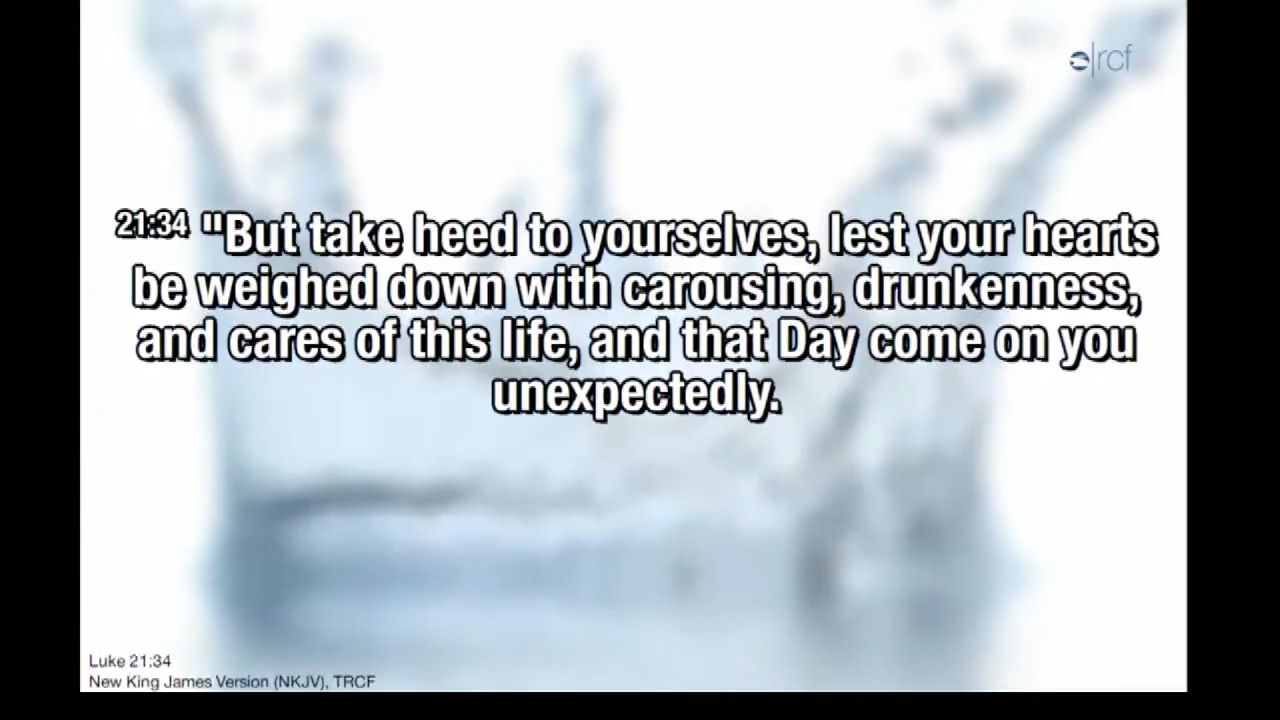 rcf
21:34 "But take heed to yourselves, lest your hearts
be weighed down with carousing, drunkenness,
and cares of this life, and that Day come on you
unexpectedly.
Luke 21:34
New King James Version (NKJV), TRCF